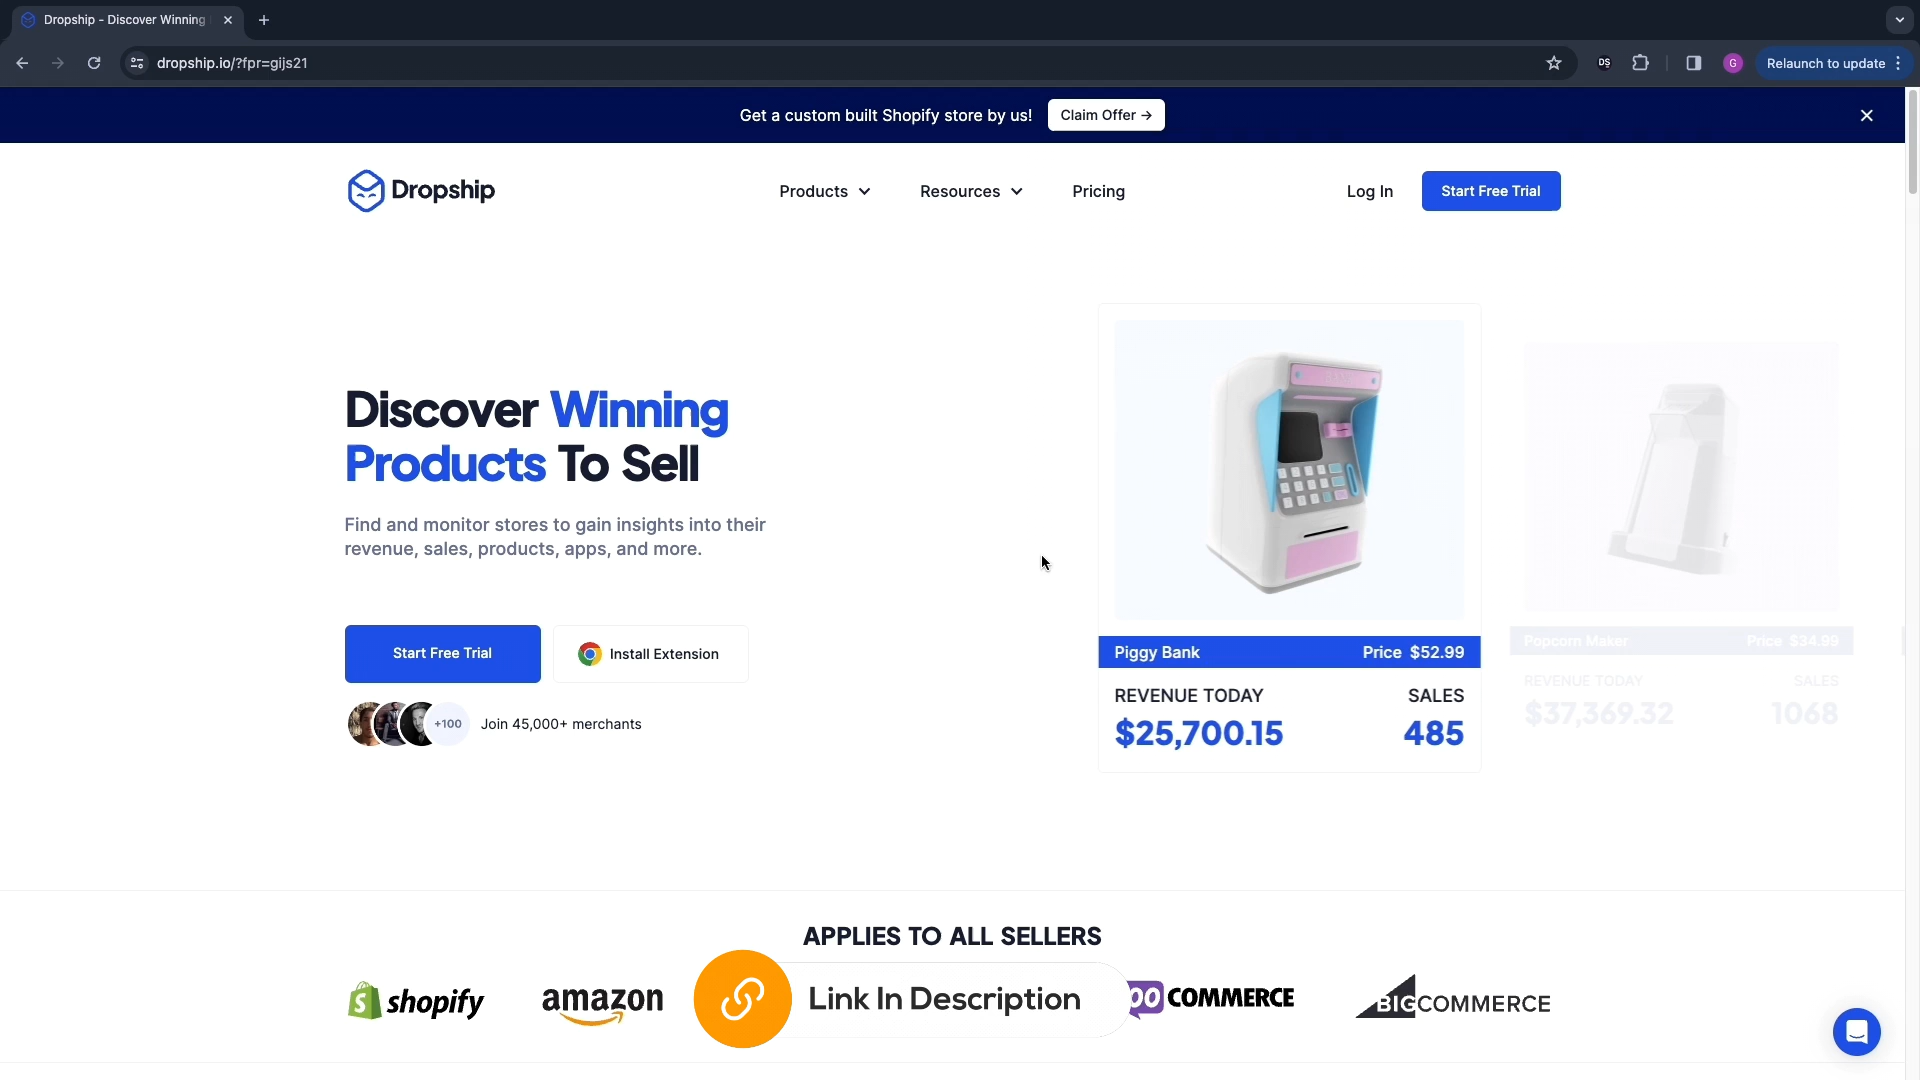 Dropship - Discover Winning
dropship.io/?fpr=gijs21
DS
G
Relaunch to update
Get a custom built Shopify store by us!
Claim Offer →
Dropship
Products
Resources
Pricing
Log In
Start Free Trial
Discover Winning
Products To Sell
Find and monitor stores to gain insights into their
revenue, sales, products, apps, and more.
Start Free Trial
Install Extension
+100
Join 45,000+ merchants
Piggy Bank
Price $52.99
REVENUE TODAY
SALES
$25,700.15
485
Popcorn Maker
Price $34.99
REVENUE TODAY
SALES
$37,369.32
1068
APPLIES TO ALL SELLERS
shopify
amazon
Link In Description
OO COMMERCE
BIGCOMMERCE